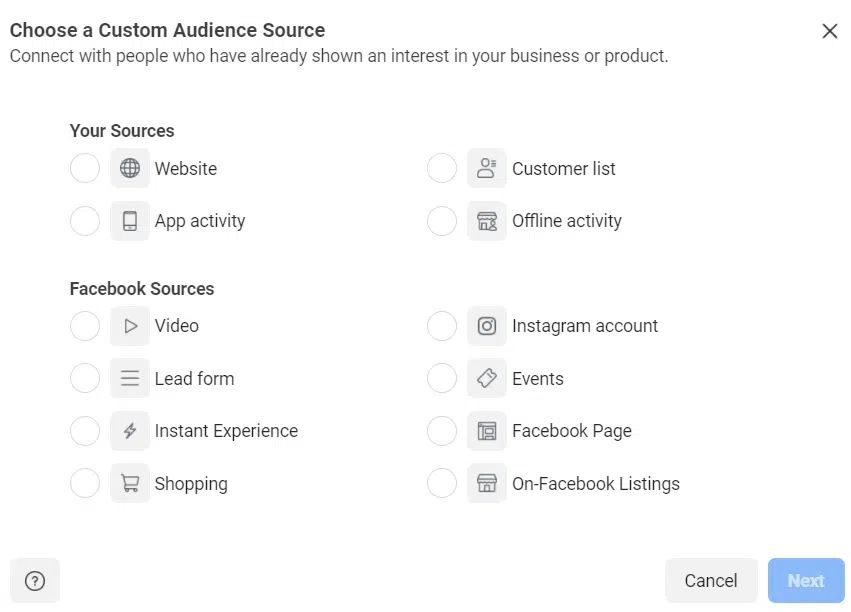 Choose a Custom Audience Source
Connect with people who have already shown an interest in your business or product.
Your Sources
Website
Customer list
App activity
Offline activity
Facebook Sources
Video
Instagram account
Lead form
Events
Instant Experience
Facebook Page
Shopping
On-Facebook Listings
?
Cancel
Next